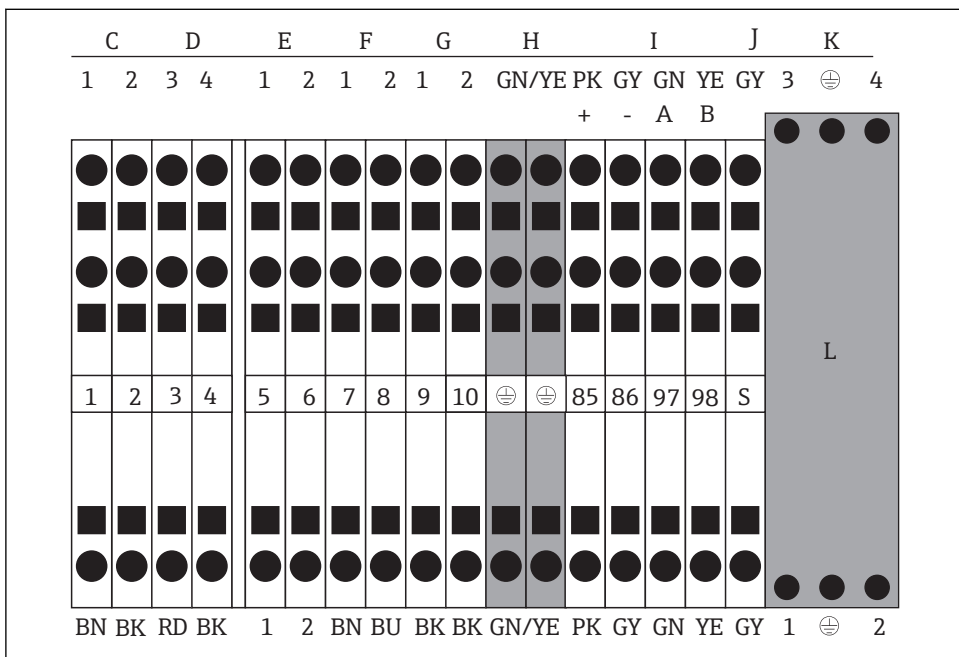 C D E F G H I J K
1 2 3 4 1 2 1 2 1 2 GN/YE PK GY GN YE GY 3 ⏚ 4
+ - A B
L
1 2 3 4 5 6 7 8 9 10 ⏚ ⏚ 85 86 97 98 S
BN BK RD BK 1 2 BN BU BK BK GN/YE PK GY GN YE GY 1 ⏚ 2